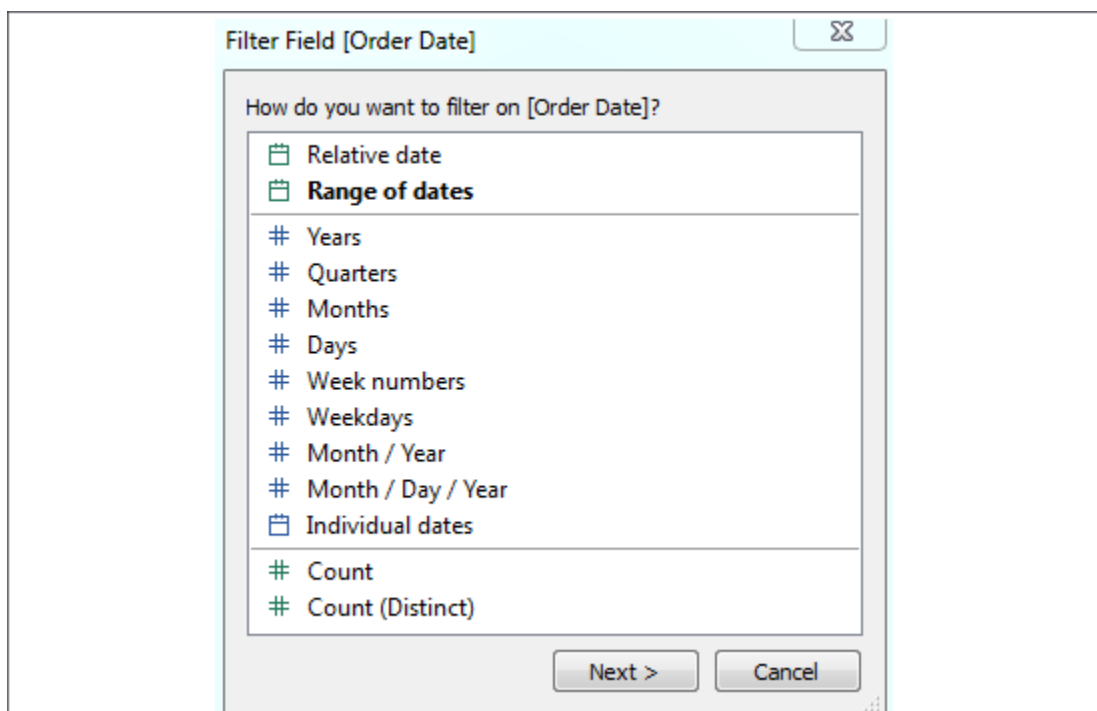 Filter Field [Order Date]
How do you want to filter on [Order Date]?
Relative date
Range of dates
# Years
# Quarters
# Months
# Days
# Week numbers
# Weekdays
# Month / Year
# Month / Day / Year
Individual dates
# Count
# Count (Distinct)
Next > Cancel